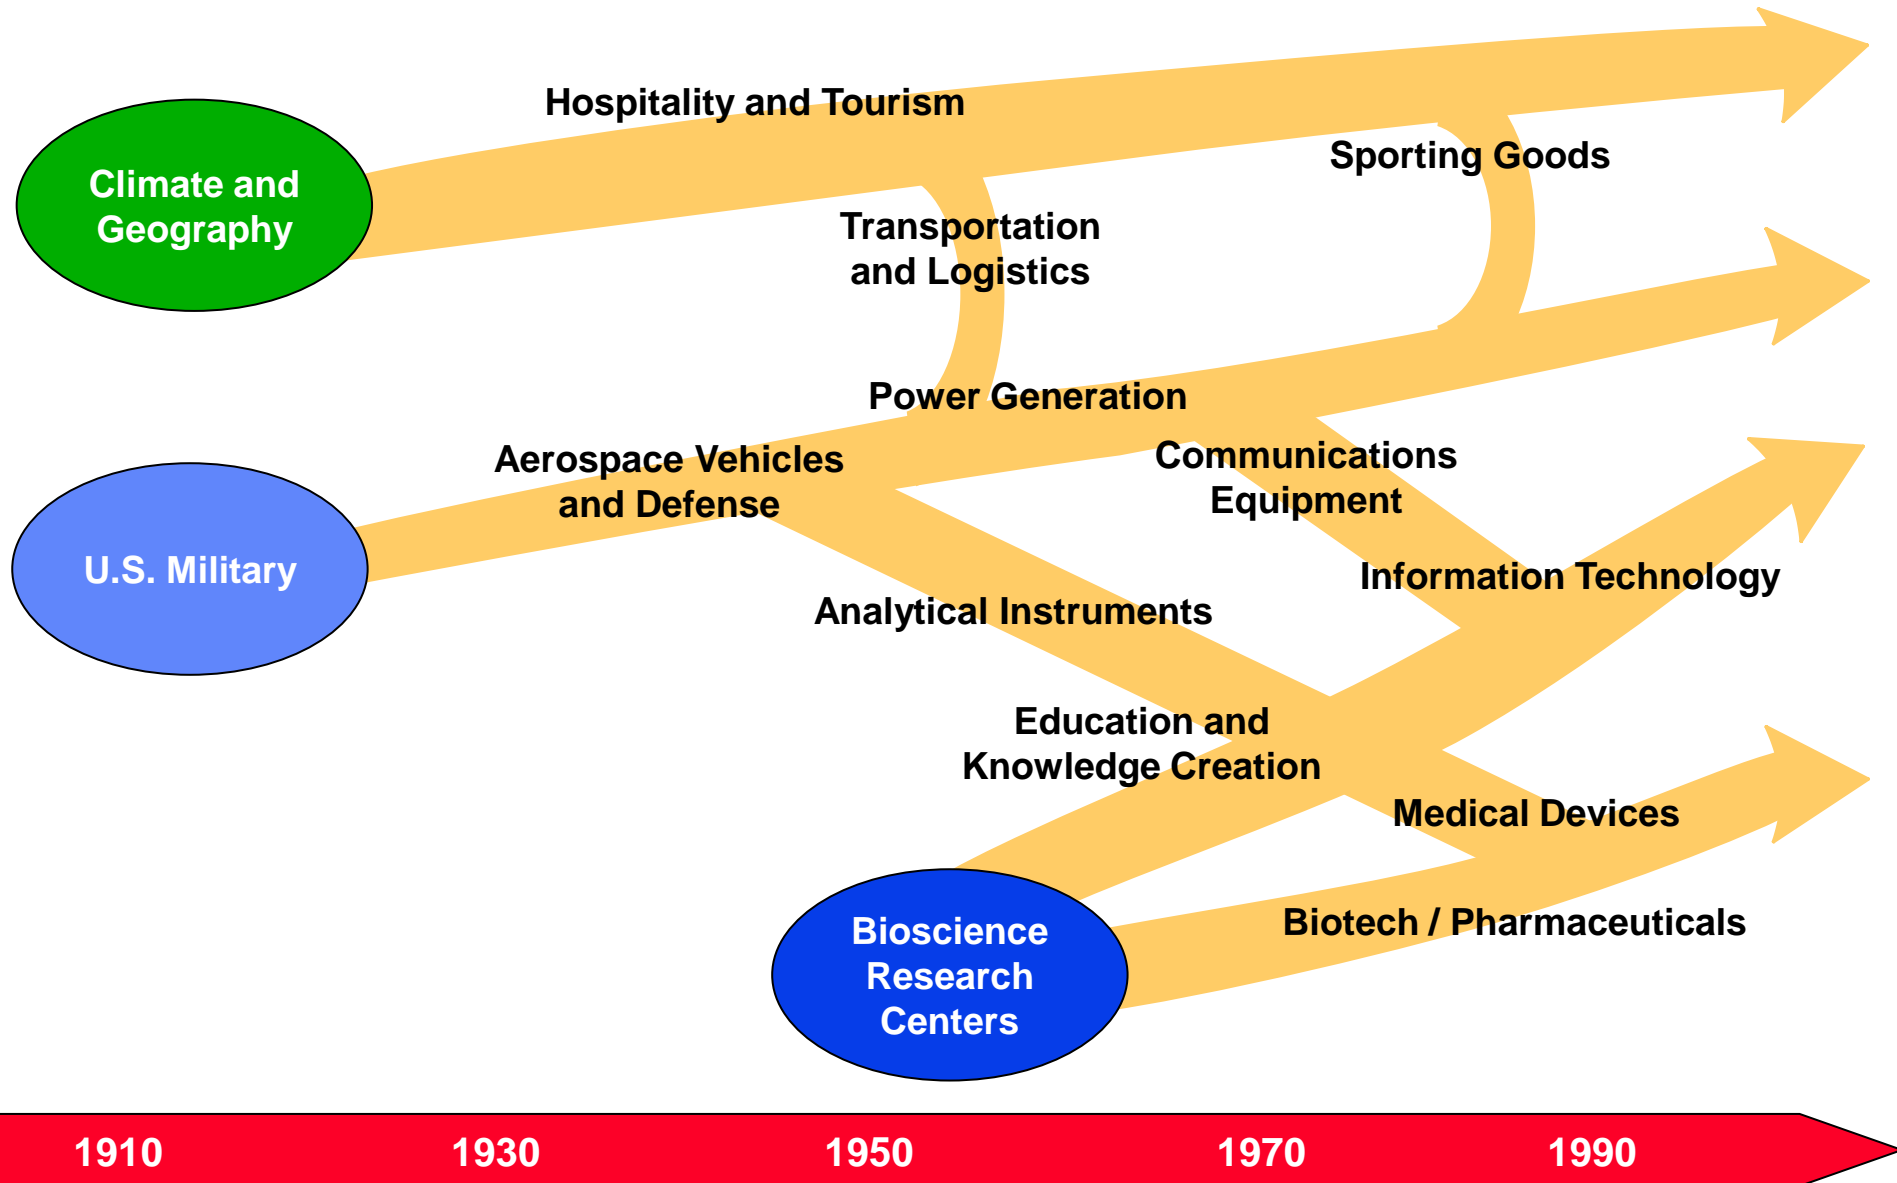 Hospitality and Tourism
Climate and
Geography
Sporting Goods
Transportation
and Logistics
Power Generation
Aerospace Vehicles
and Defense
Communications
Equipment
U.S. Military
Information Technology
Analytical Instruments
Education and
Knowledge Creation
Medical Devices
Bioscience
Research
Centers
Biotech / Pharmaceuticals
1910 1930 1950 1970 1990